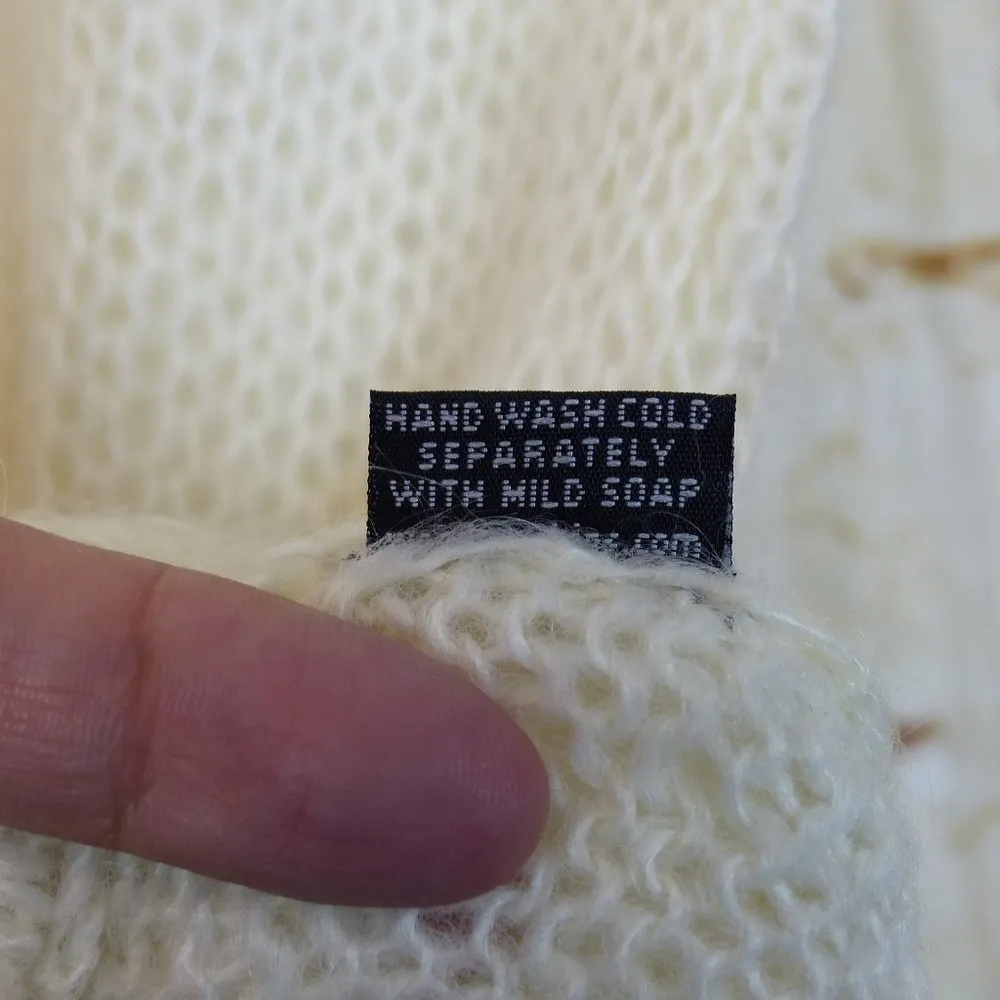 HAND WASH COLD
SEPARATELY
WITH MILD SOAP